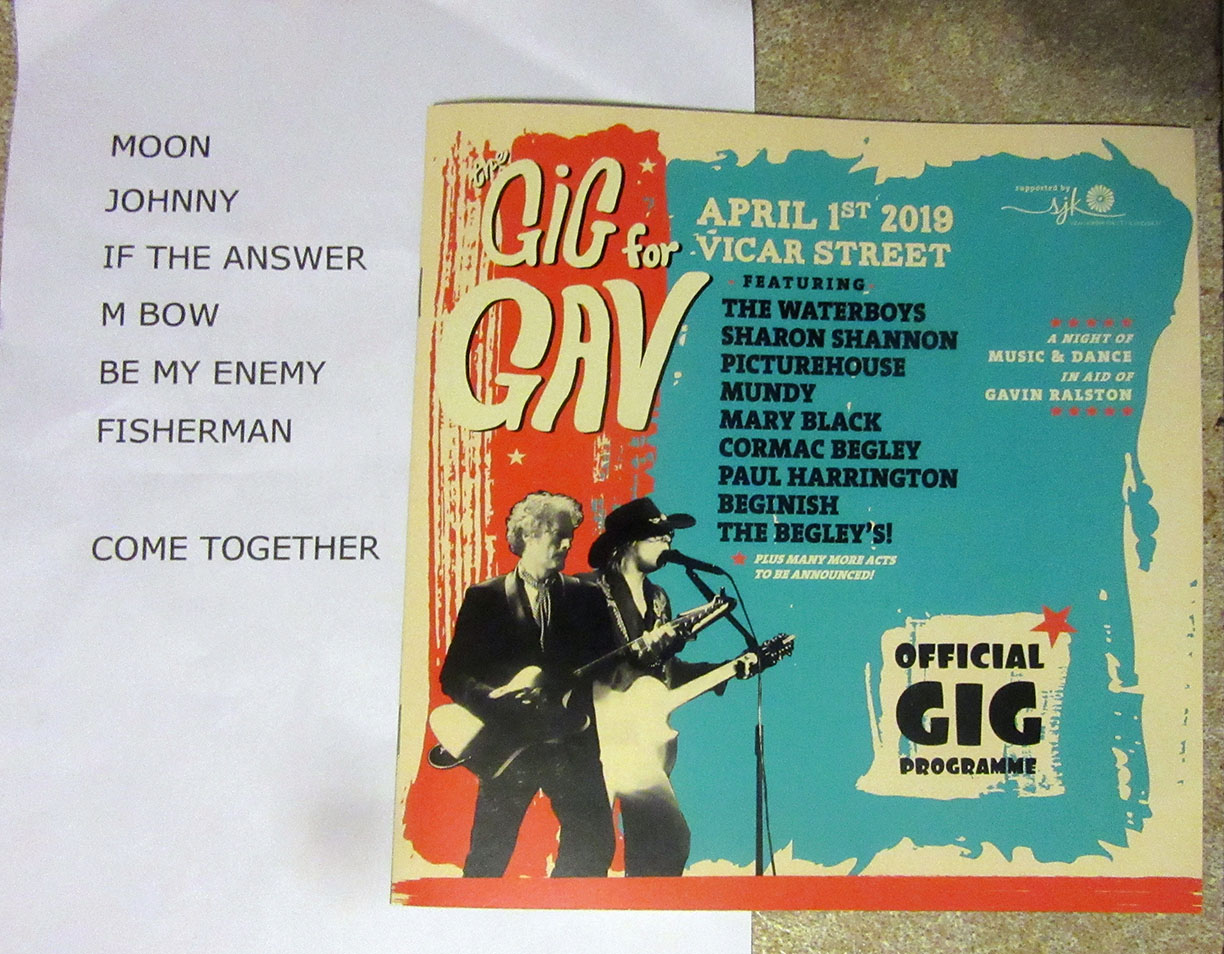 MOON
JOHNNY
IF THE ANSWER
M BOW
BE MY ENEMY
FISHERMAN
COME TOGETHER
the
GiG for
GAV
APRIL 1ST 2019
VICAR STREET
FEATURING
THE WATERBOYS
SHARON SHANNON
PICTUREHOUSE
MUNDY
MARY BLACK
CORMAC BEGLEY
PAUL HARRINGTON
BEGINISH
THE BEGLEY'S!
PLUS MANY MORE ACTS
TO BE ANNOUNCED!
supported by
sjk
A NIGHT OF
MUSIC & DANCE
IN AID OF
GAVIN RALSTON
OFFICIAL
GIG
PROGRAMME